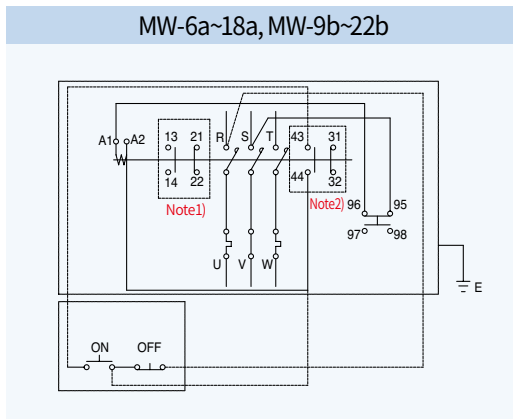 MW-6a~18a, MW-9b~22b
13 21 R S T 43 31
A1 A2
14 22 44 32
Note1) Note2)
96 95
97 98
U V W
E
ON OFF